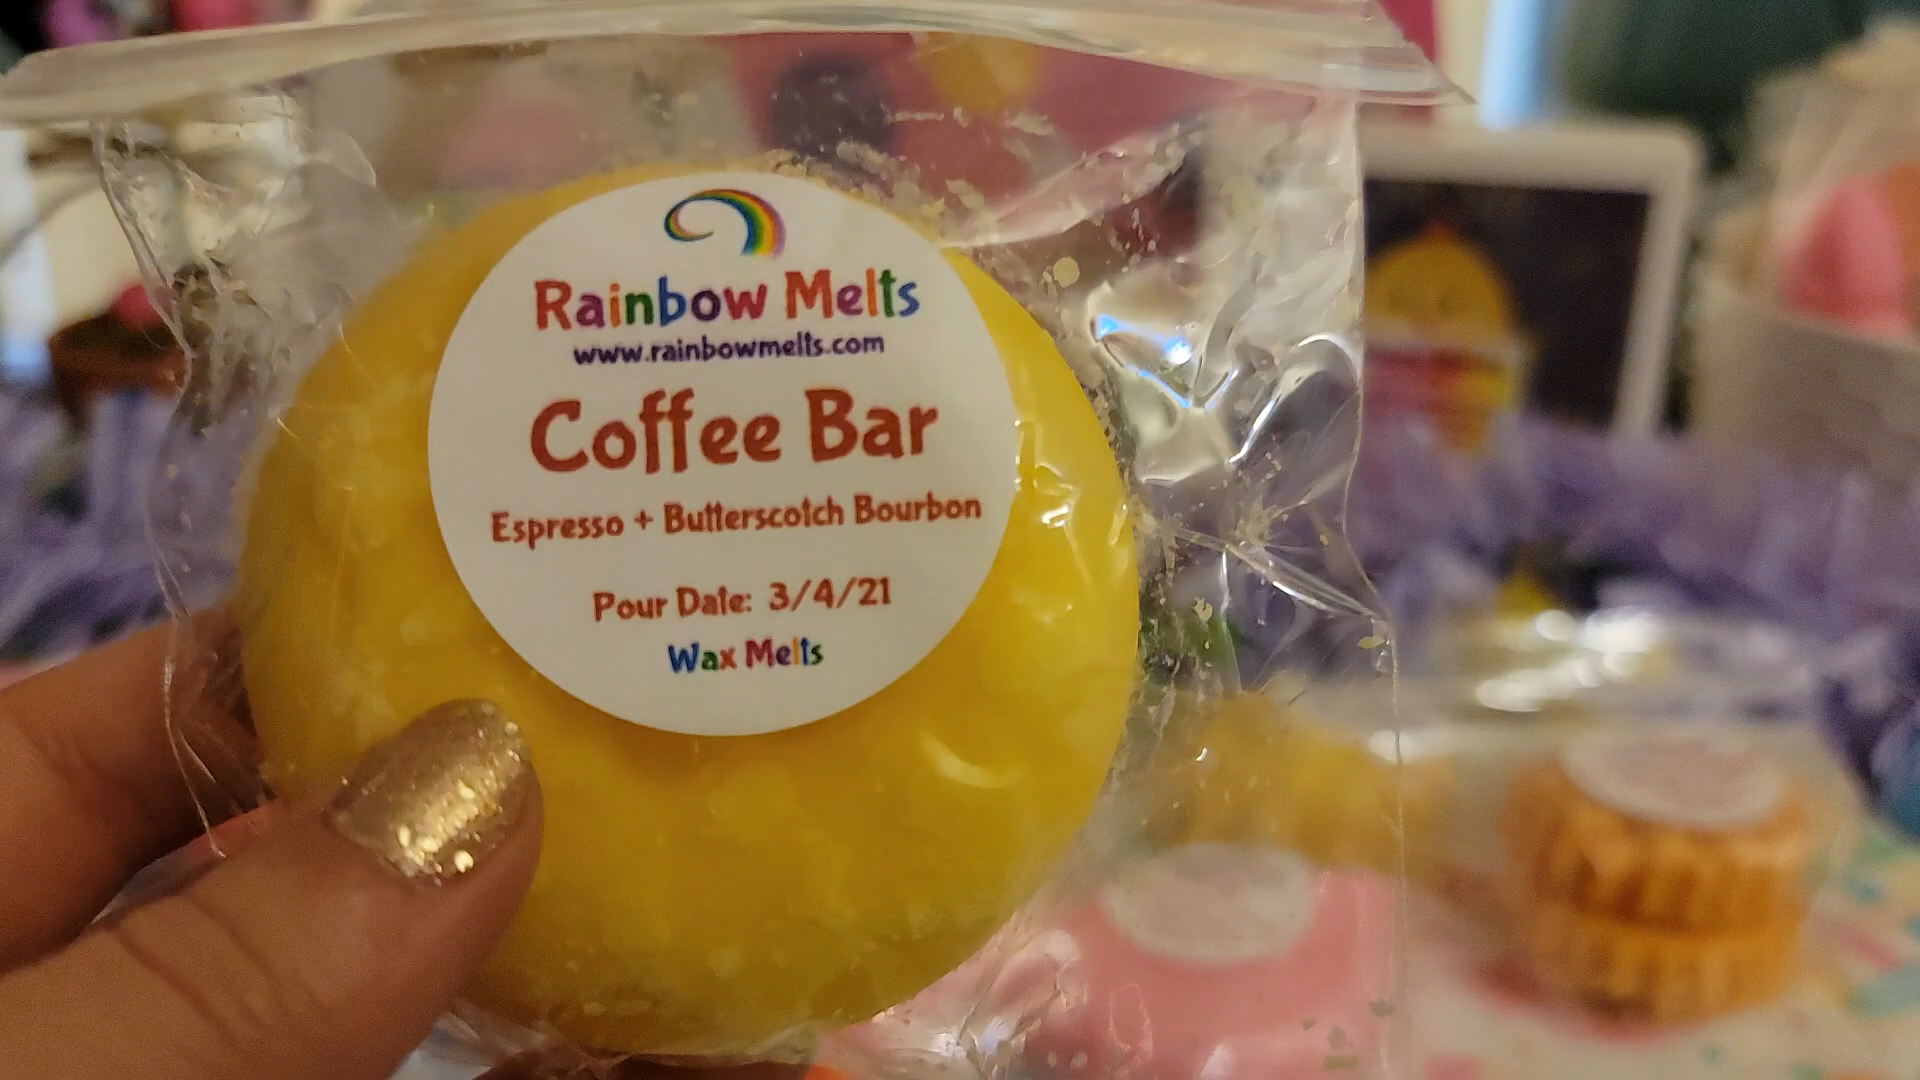 Rainbow Melts
www.rainbowmelts.com
Coffee Bar
Espresso + Butterscotch Bourbon
Pour Date: 3/4/21
Wax Melts